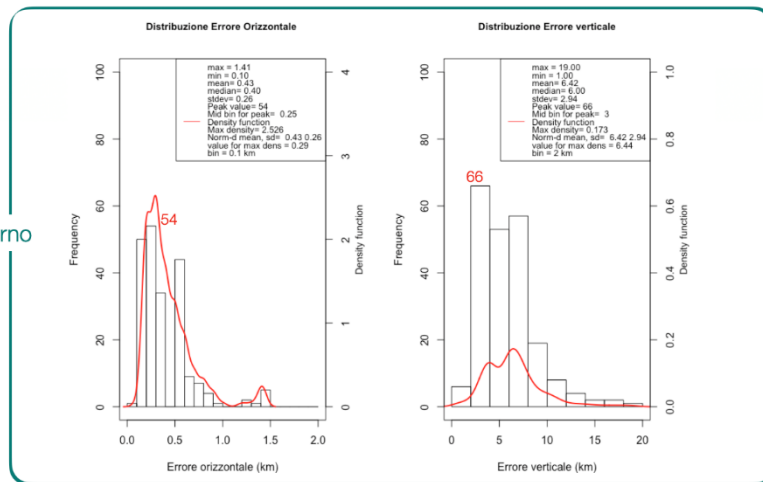 Distribuzione Errore Orizzontale
max = 1.41
min = 0.10
mean= 0.43
median= 0.40
stdev= 0.26
Peak value= 54
Mid bin for peak=  0.25
Density function
Max density= 2.526
Norm-d mean, sd=  0.43 0.26
value for max dens = 0.29
bin = 0.1 km
54
Frequency
0
20
40
60
80
100
Density function
0
1
2
3
4
0.0
0.5
1.0
1.5
2.0
Errore orizzontale (km)
Distribuzione Errore verticale
max = 19.00
min = 1.00
mean= 6.42
median= 6.00
stdev= 2.94
Peak value= 66
Mid bin for peak=  3
Density function
Max density= 0.173
Norm-d mean, sd=  6.42 2.94
value for max dens = 6.44
bin = 2 km
66
Frequency
0
20
40
60
80
100
Density function
0.0
0.2
0.4
0.6
0.8
1.0
0
5
10
15
20
Errore verticale (km)
rno